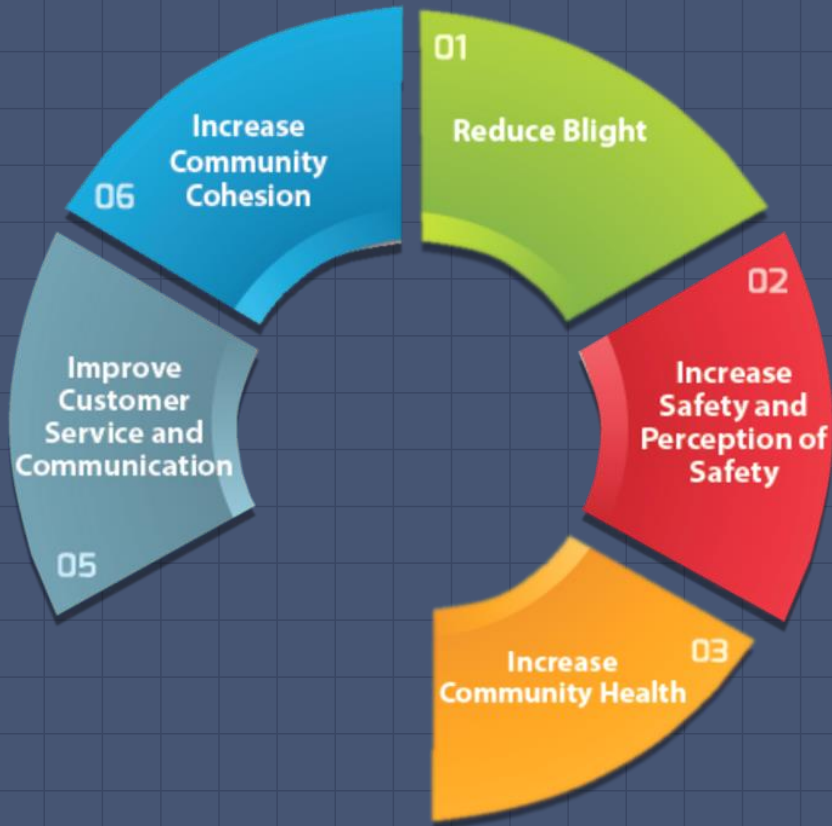 01
Reduce Blight
02
Increase
Safety and
Perception of
Safety
03
Increase
Community Health
05
Improve
Customer
Service and
Communication
06
Increase
Community
Cohesion